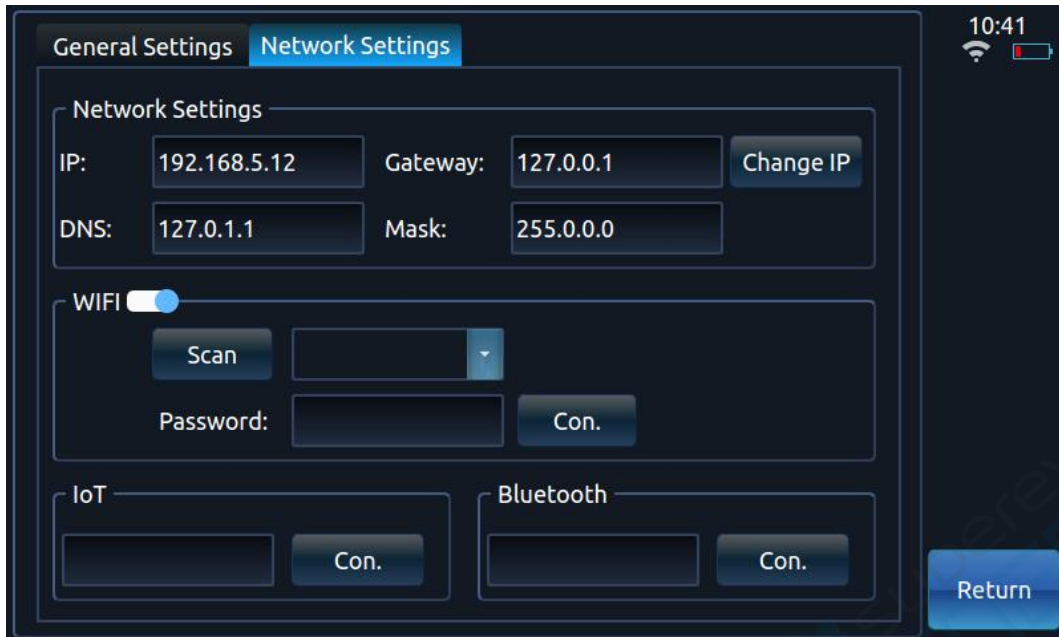 10:41
General Settings Network Settings
Network Settings
IP: 192.168.5.12 Gateway: 127.0.0.1 Change IP
DNS: 127.0.1.1 Mask: 255.0.0.0
WIFI
Scan
Password: Con.
IoT Bluetooth
Con. Con.
Return